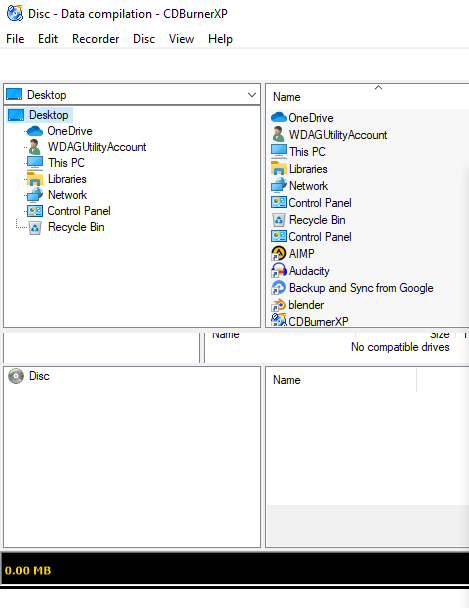 Disc - Data compilation - CDBurnerXP
File Edit Recorder Disc View Help
Desktop
Desktop
OneDrive
WDAGUtilityAccount
This PC
Libraries
Network
Control Panel
Recycle Bin
Name
OneDrive
WDAGUtilityAccount
This PC
Libraries
Network
Control Panel
Recycle Bin
Control Panel
AIMP
Audacity
Backup and Sync from Google
blender
CDBurnerXP
Name Size T
No compatible drives
Disc
Name
0.00 MB